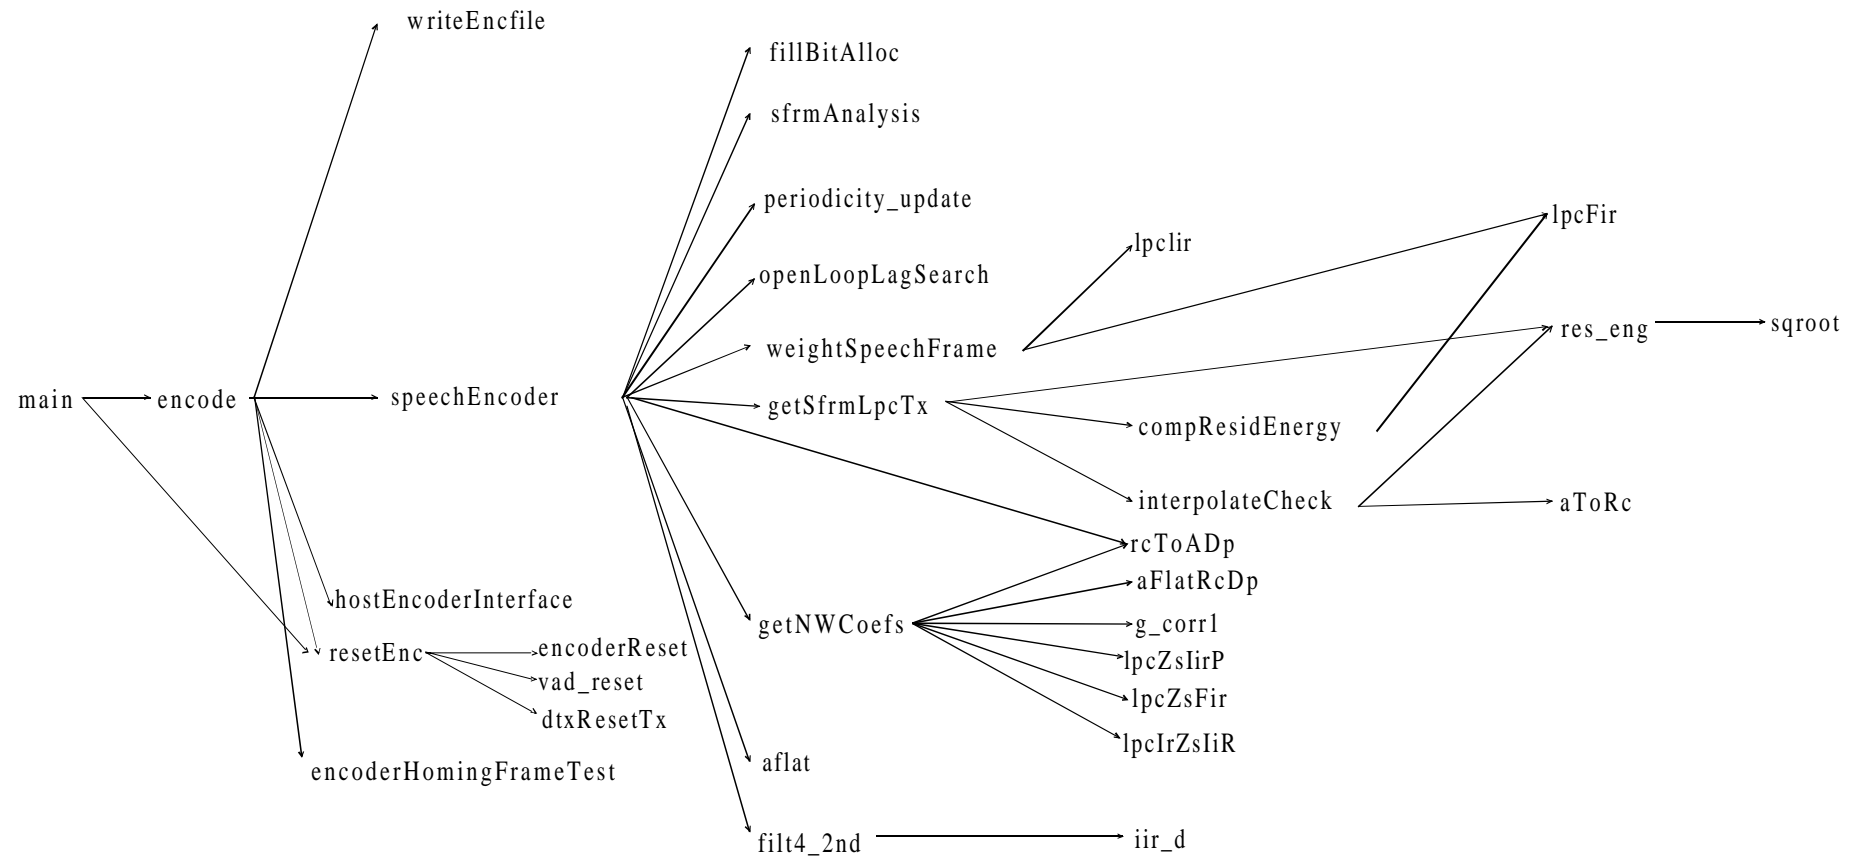 writeEncfile
fillBitAlloc
sfrmAnalysis
periodicity_update
lpcFir
lpcIir
openLoopLagSearch
res_eng
sqroot
weightSpeechFrame
main
encode
speechEncoder
getSfrmLpcTx
compResidEnergy
interpolateCheck
aToRc
rcToADp
aFlatRcDp
hostEncoderInterface
getNWCoefs
g_corr1
resetEnc
encoderReset
lpcZsIirP
vad_reset
lpcZsFir
dtxResetTx
lpcIrZsIiR
encoderHomingFrameTest
aflat
filt4_2nd
iir_d